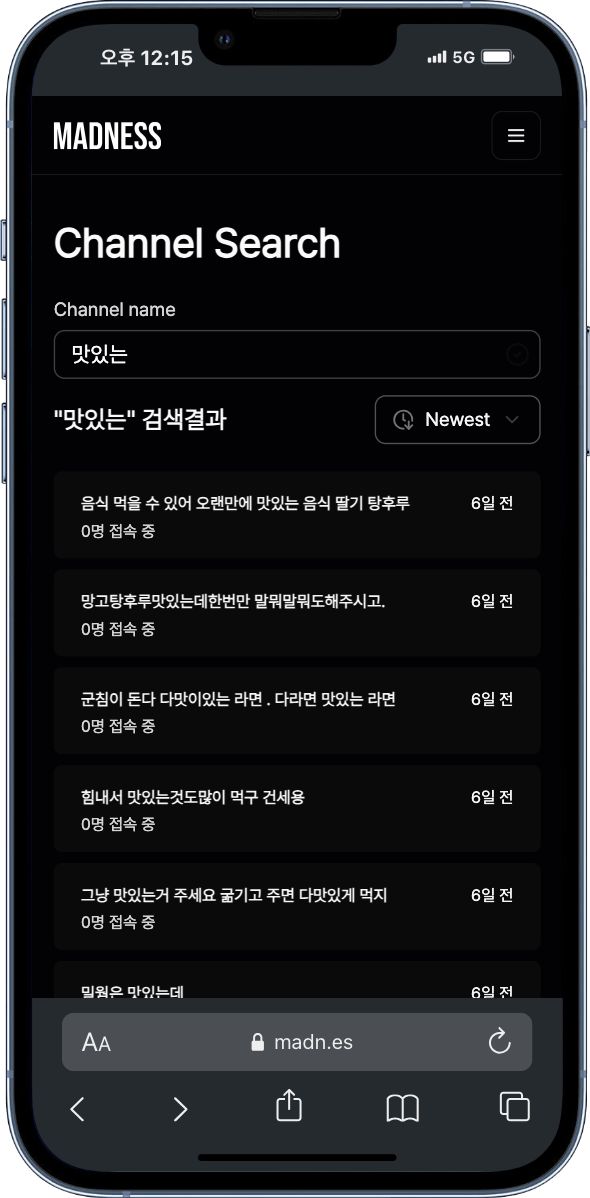 오후 12:15
5G
MADNESS
Channel Search
Channel name
맛있는
"맛있는" 검색결과
Newest
음식 먹을 수 있어 오랜만에 맛있는 음식 딸기 탕후루
6일 전
0명 접속 중
망고탕후루맛있는데한번만 말뭐말뭐도해주시고.
6일 전
0명 접속 중
군침이 돈다 다맛이있는 라면 . 다라면 맛있는 라면
6일 전
0명 접속 중
힘내서 맛있는것도많이 먹구 건세용
6일 전
0명 접속 중
그냥 맛있는거 주세요 굶기고 주면 다맛있게 먹지
6일 전
0명 접속 중
밀웜은 맛있는데
6일 전
AA
madn.es